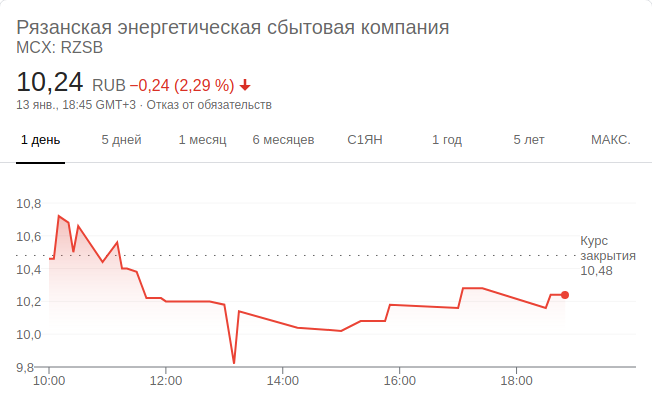 Рязанская энергетическая сбытовая компания
MCX: RZSB
10,24 RUB −0,24 (2,29 %)
13 янв., 18:45 GMT+3 · Отказ от обязательств
1 день 5 дней 1 месяц 6 месяцев С1ЯН 1 год 5 лет МАКС.
10,8
10,6
10,4
10,2
10,0
9,8
Курс
закрытия
10,48
10:00 12:00 14:00 16:00 18:00